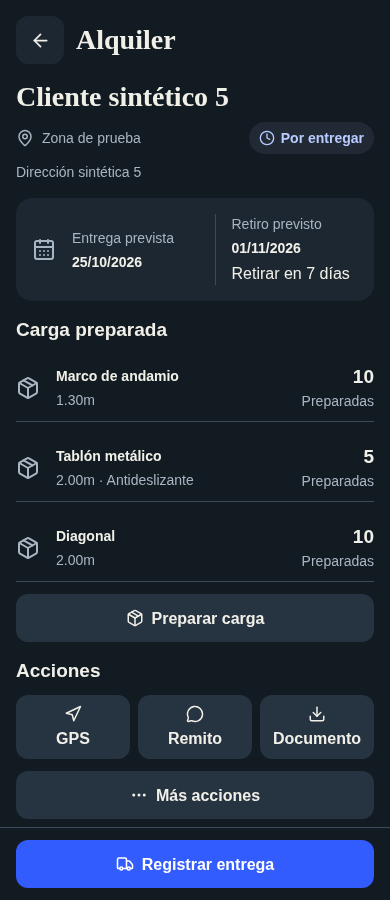 Alquiler
Cliente sintético 5
Zona de prueba
Por entregar
Dirección sintética 5
Entrega prevista
25/10/2026
Retiro previsto
01/11/2026
Retirar en 7 días
Carga preparada
Marco de andamio
10
1.30m
Preparadas
Tablón metálico
5
2.00m · Antideslizante
Preparadas
Diagonal
10
2.00m
Preparadas
Preparar carga
Acciones
GPS
Remito
Documento
Más acciones
Registrar entrega